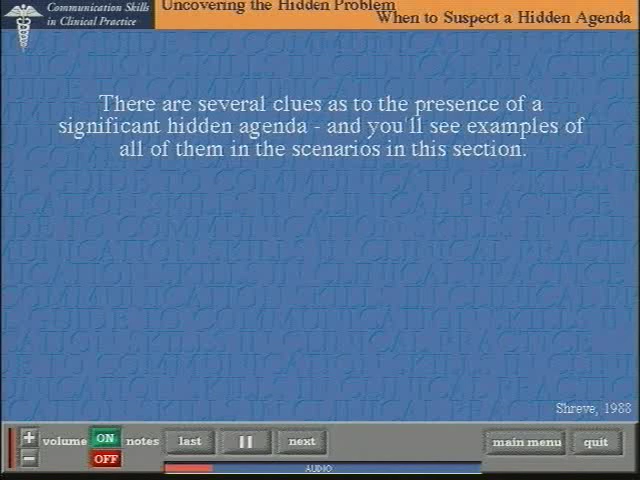 Communication Skills
in Clinical Practice
Uncovering the Hidden Problem
When to Suspect a Hidden Agenda
There are several clues as to the presence of a
significant hidden agenda - and you'll see examples of
all of them in the scenarios in this section.
Shreve, 1988
+ volume ON notes last next main menu quit
- OFF
AUDIO